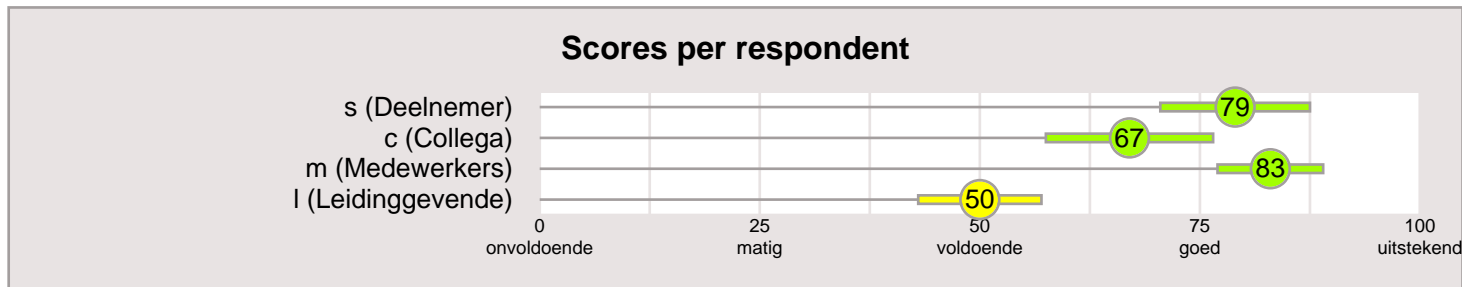 Scores per respondent
s (Deelnemer) 79
c (Collega) 67
m (Medewerkers) 83
l (Leidinggevende) 50
0 25 50 75 100
onvoldoende matig voldoende goed uitstekend